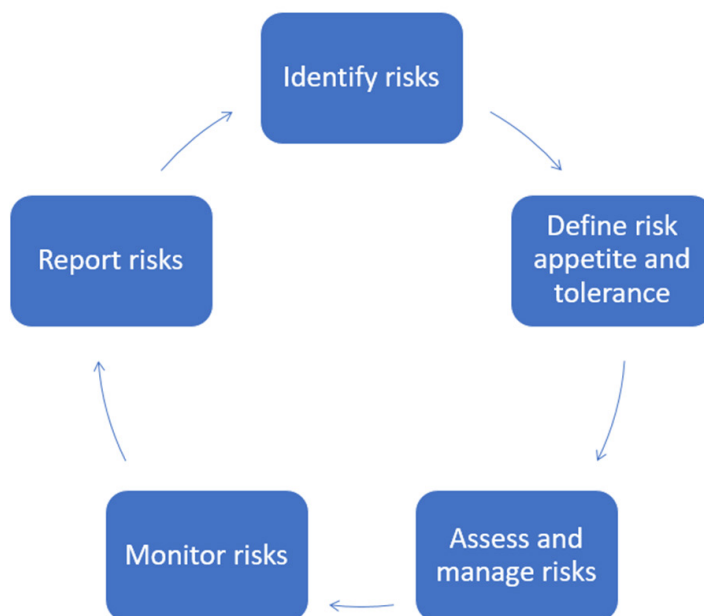 Identify risks
Define risk
appetite and
tolerance
Assess and
manage risks
Monitor risks
Report risks